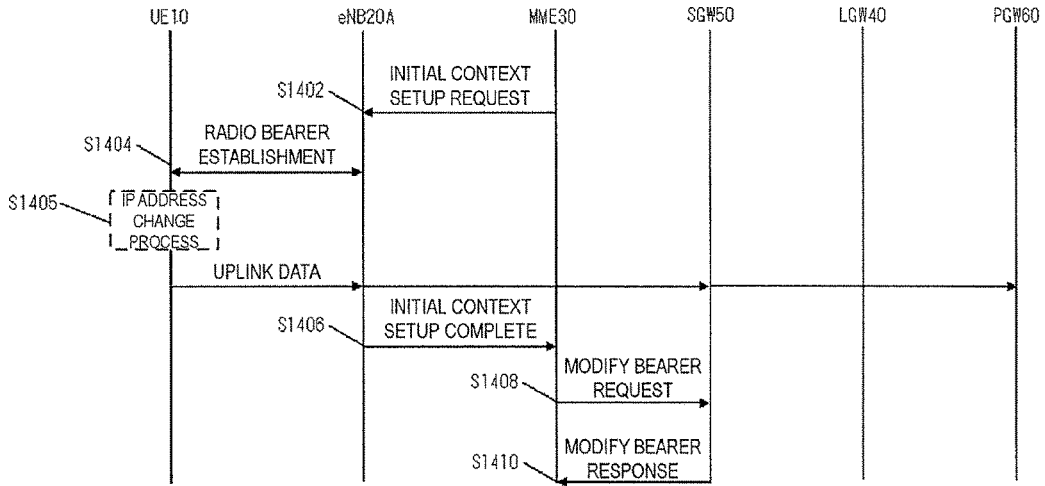 UE10 eNB20A MME30 SGW50 LGW40 PGW60
INITIAL CONTEXT
SETUP REQUEST
S1402
RADIO BEARER
ESTABLISHMENT
S1404
S1405
IP ADDRESS
CHANGE
PROCESS
UPLINK DATA
INITIAL CONTEXT
SETUP COMPLETE
S1406
MODIFY BEARER
REQUEST
S1408
MODIFY BEARER
RESPONSE
S1410